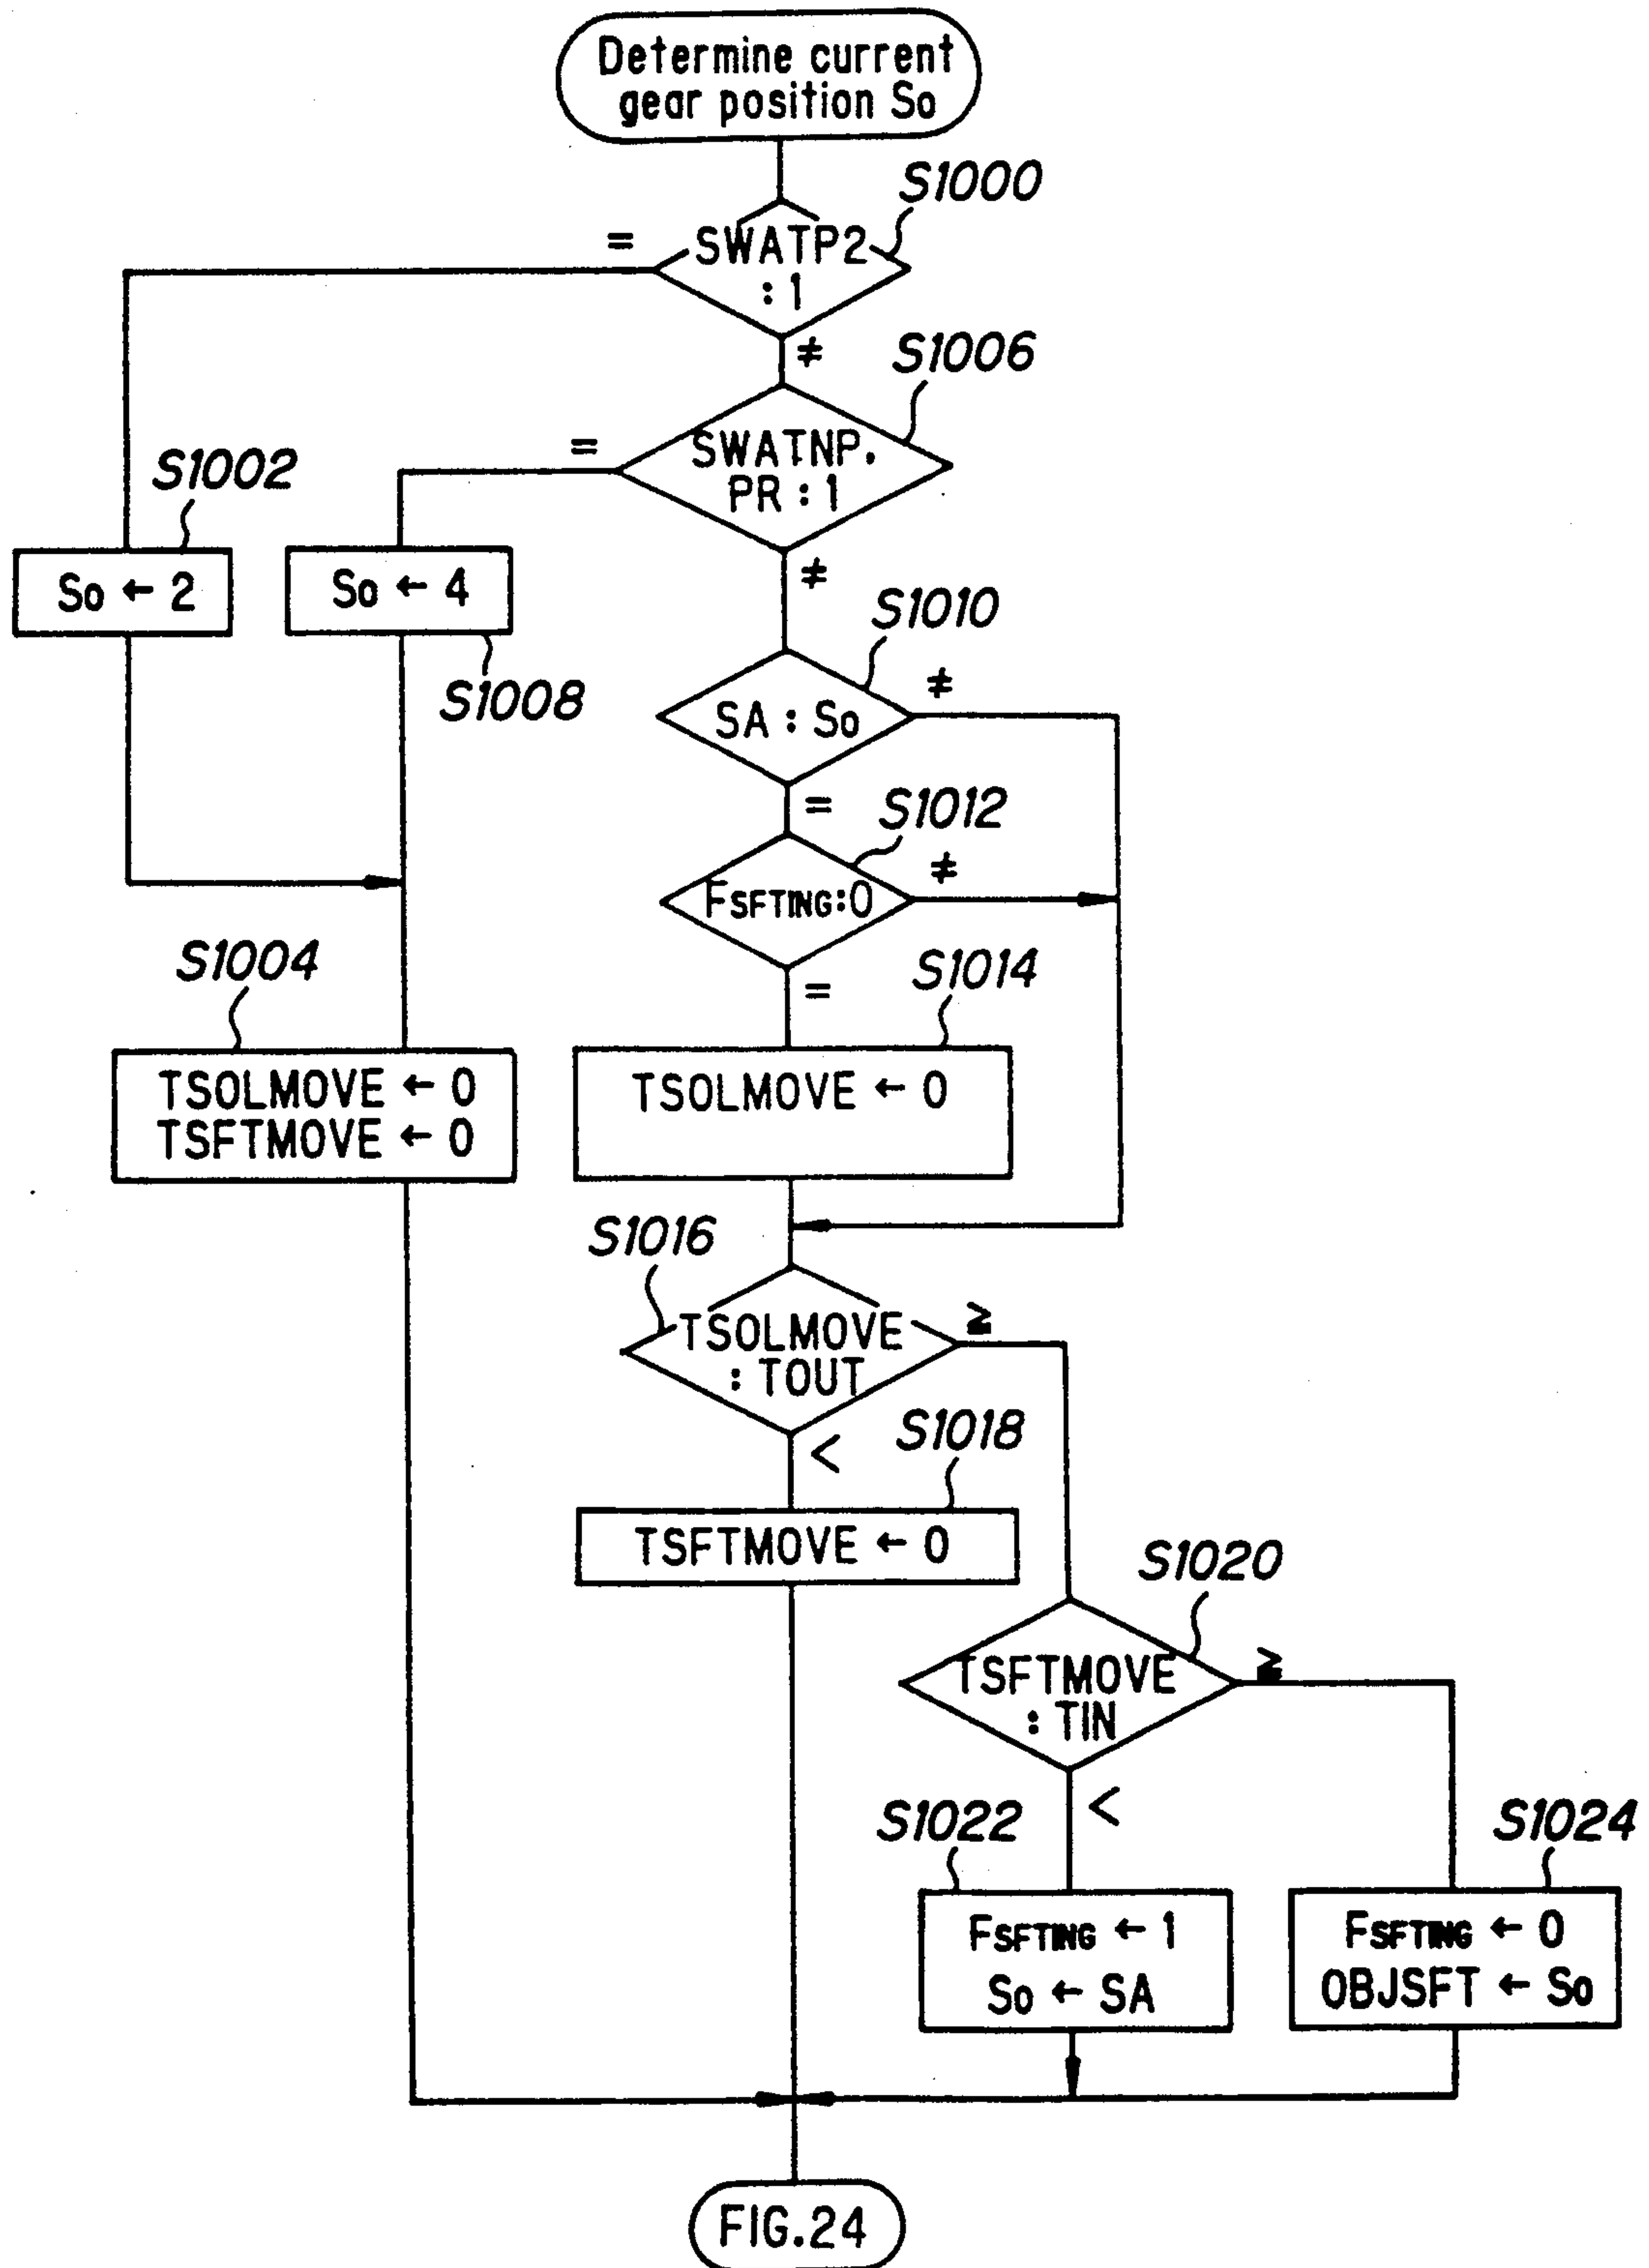 Determine current
gear position So
S1000
=
SWATP2
: 1
≠
S1006
=
SWATNP.
PR : 1
≠
S1002
So ← 2
So ← 4
S1008
S1010
SA : So
≠
=
S1012
FSFTING:0
≠
=
S1004
TSOLMOVE ← 0
TSFTMOVE ← 0
S1014
TSOLMOVE ← 0
S1016
TSOLMOVE
: TOUT
≧
<
S1018
TSFTMOVE ← 0
S1020
TSFTMOVE
: TIN
≧
<
S1022
FSFTING ← 1
So ← SA
S1024
FSFTING ← 0
OBJSFT ← So
FIG.24